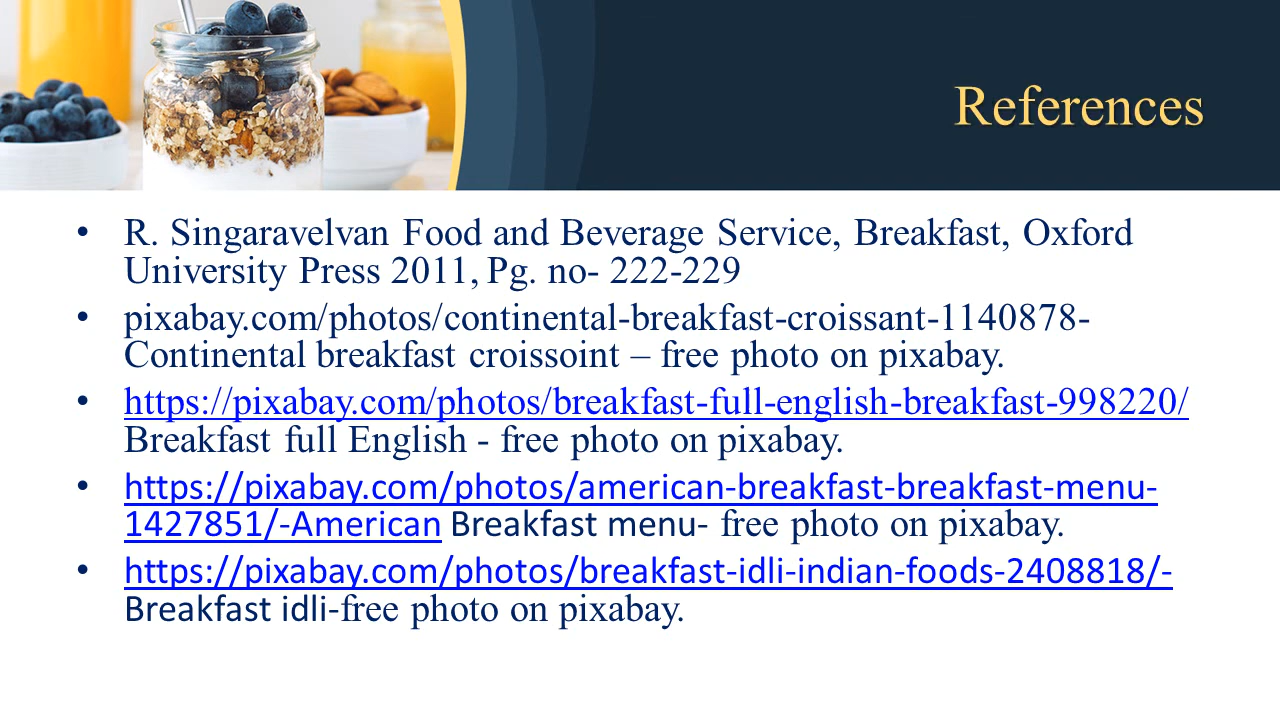 References
• R. Singaravelvan Food and Beverage Service, Breakfast, Oxford
University Press 2011, Pg. no- 222-229
• pixabay.com/photos/continental-breakfast-croissant-1140878-
Continental breakfast croissoint – free photo on pixabay.
• https://pixabay.com/photos/breakfast-full-english-breakfast-998220/
Breakfast full English - free photo on pixabay.
• https://pixabay.com/photos/american-breakfast-breakfast-menu-
1427851/-American Breakfast menu- free photo on pixabay.
• https://pixabay.com/photos/breakfast-idli-indian-foods-2408818/-
Breakfast idli-free photo on pixabay.